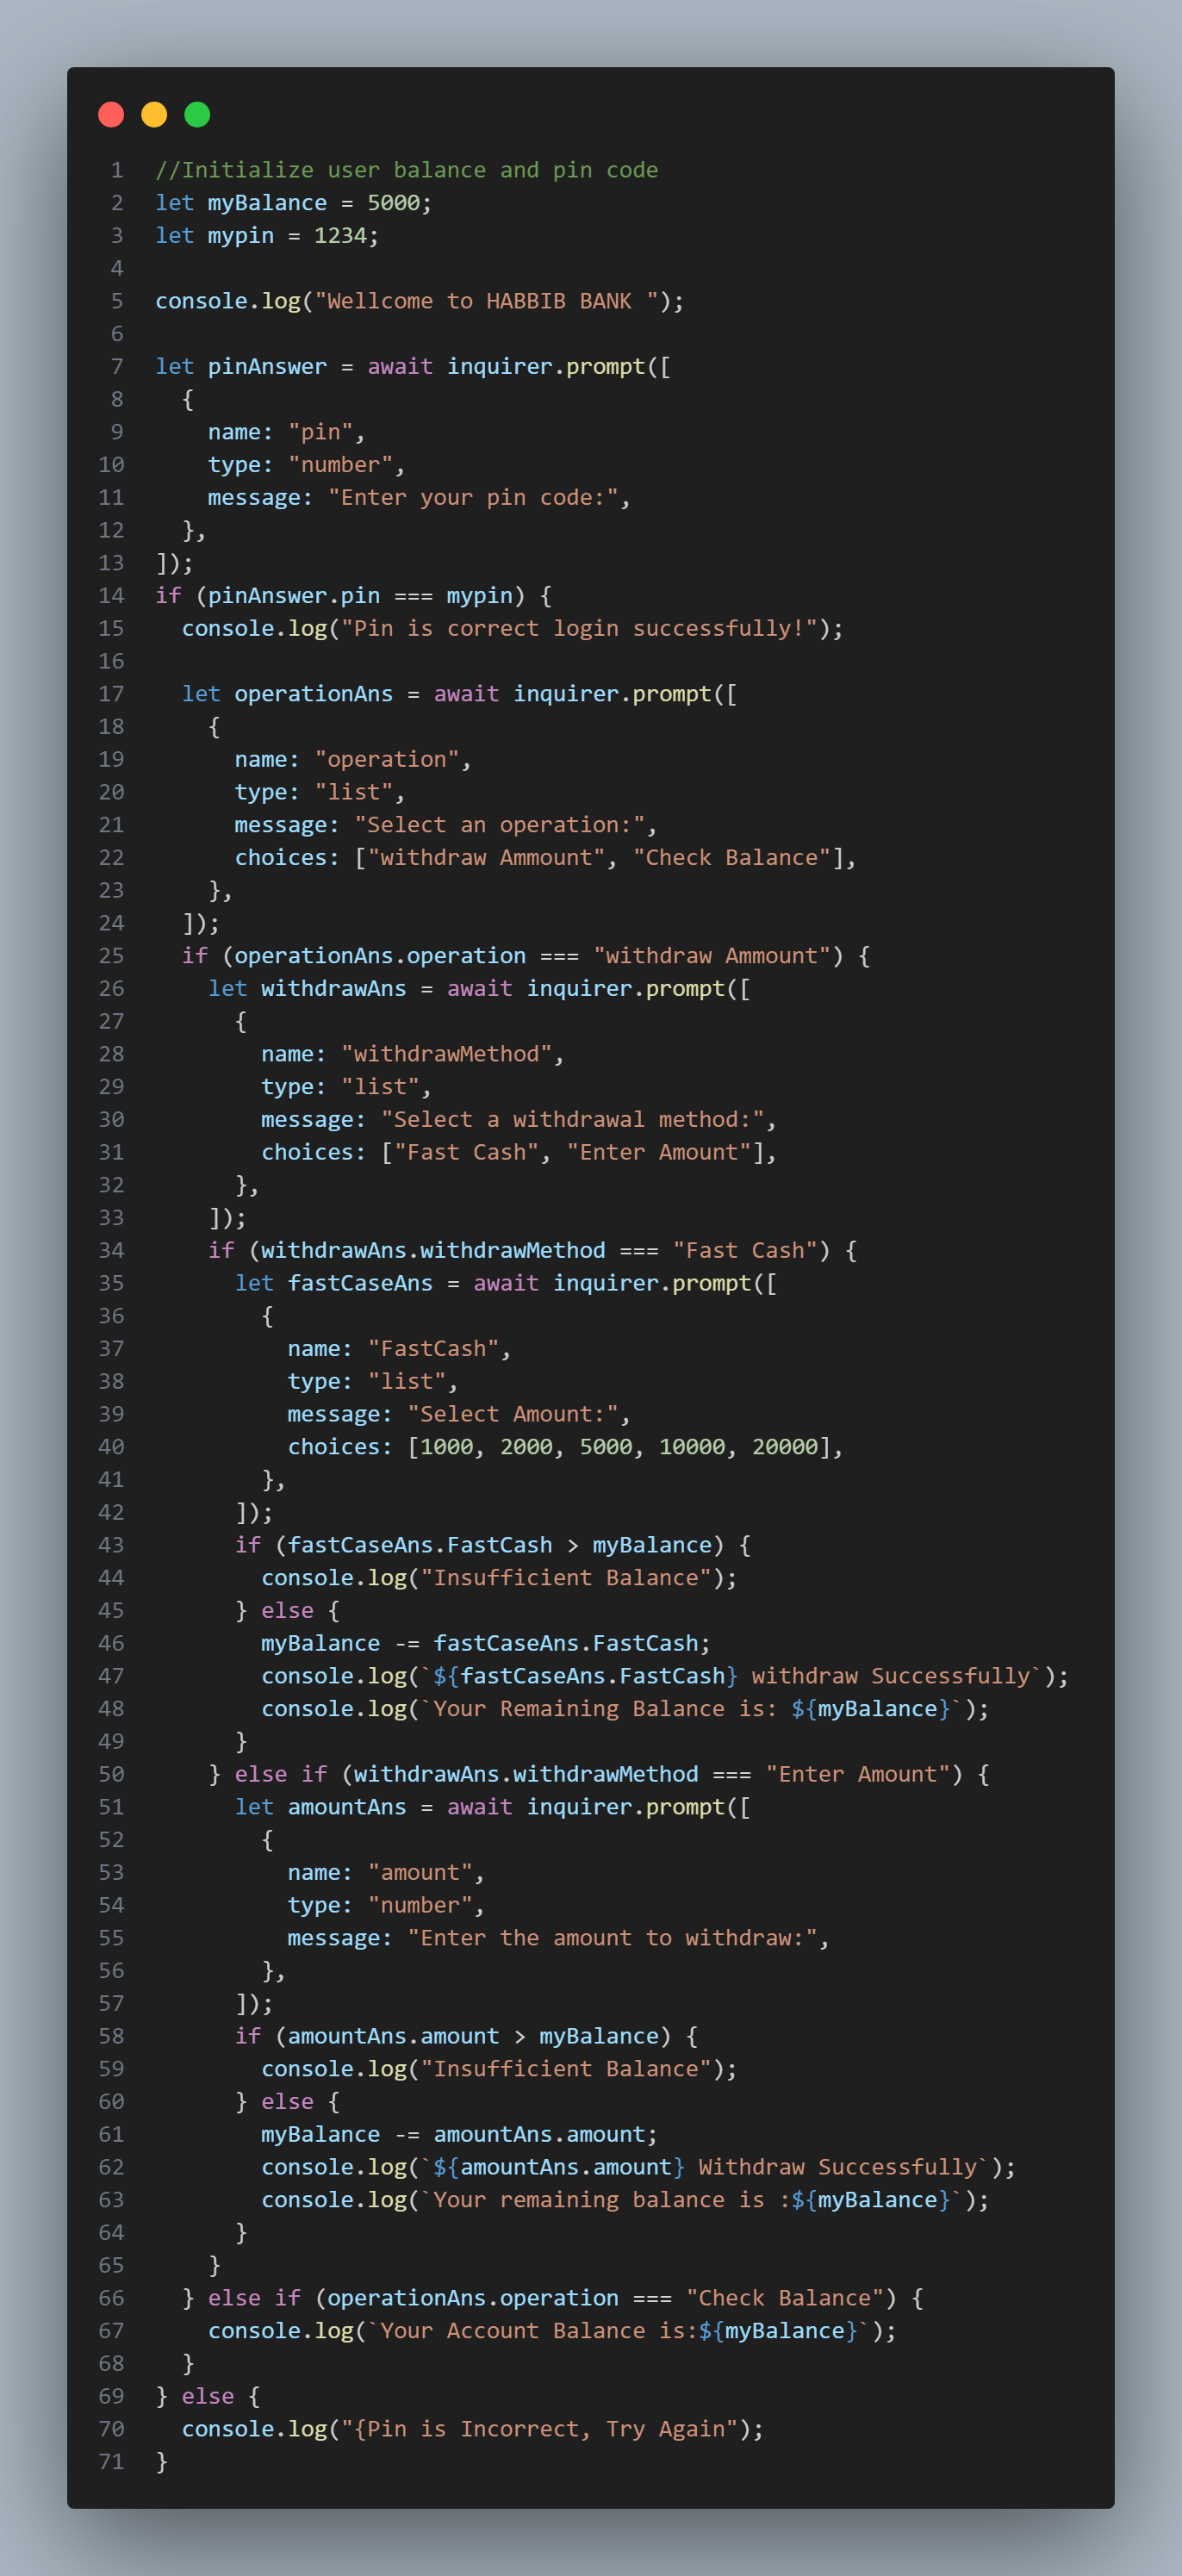 1 //Initialize user balance and pin code
2 let myBalance = 5000;
3 let mypin = 1234;
4
5 console.log("Wellcome to HABBIB BANK ");
6
7 let pinAnswer = await inquirer.prompt([
8   {
9     name: "pin",
10     type: "number",
11     message: "Enter your pin code:",
12   },
13 ]);
14 if (pinAnswer.pin === mypin) {
15   console.log("Pin is correct login successfully!");
16
17   let operationAns = await inquirer.prompt([
18     {
19       name: "operation",
20       type: "list",
21       message: "Select an operation:",
22       choices: ["withdraw Ammount", "Check Balance"],
23     },
24   ]);
25   if (operationAns.operation === "withdraw Ammount") {
26     let withdrawAns = await inquirer.prompt([
27       {
28         name: "withdrawMethod",
29         type: "list",
30         message: "Select a withdrawal method:",
31         choices: ["Fast Cash", "Enter Amount"],
32       },
33     ]);
34     if (withdrawAns.withdrawMethod === "Fast Cash") {
35       let fastCaseAns = await inquirer.prompt([
36         {
37           name: "FastCash",
38           type: "list",
39           message: "Select Amount:",
40           choices: [1000, 2000, 5000, 10000, 20000],
41         },
42       ]);
43       if (fastCaseAns.FastCash > myBalance) {
44         console.log("Insufficient Balance");
45       } else {
46         myBalance -= fastCaseAns.FastCash;
47         console.log(`${fastCaseAns.FastCash} withdraw Successfully`);
48         console.log(`Your Remaining Balance is: ${myBalance}`);
49       }
50     } else if (withdrawAns.withdrawMethod === "Enter Amount") {
51       let amountAns = await inquirer.prompt([
52         {
53           name: "amount",
54           type: "number",
55           message: "Enter the amount to withdraw:",
56         },
57       ]);
58       if (amountAns.amount > myBalance) {
59         console.log("Insufficient Balance");
60       } else {
61         myBalance -= amountAns.amount;
62         console.log(`${amountAns.amount} Withdraw Successfully`);
63         console.log(`Your remaining balance is :${myBalance}`);
64       }
65     }
66   } else if (operationAns.operation === "Check Balance") {
67     console.log(`Your Account Balance is:${myBalance}`);
68   }
69 } else {
70   console.log("{Pin is Incorrect, Try Again");
71 }